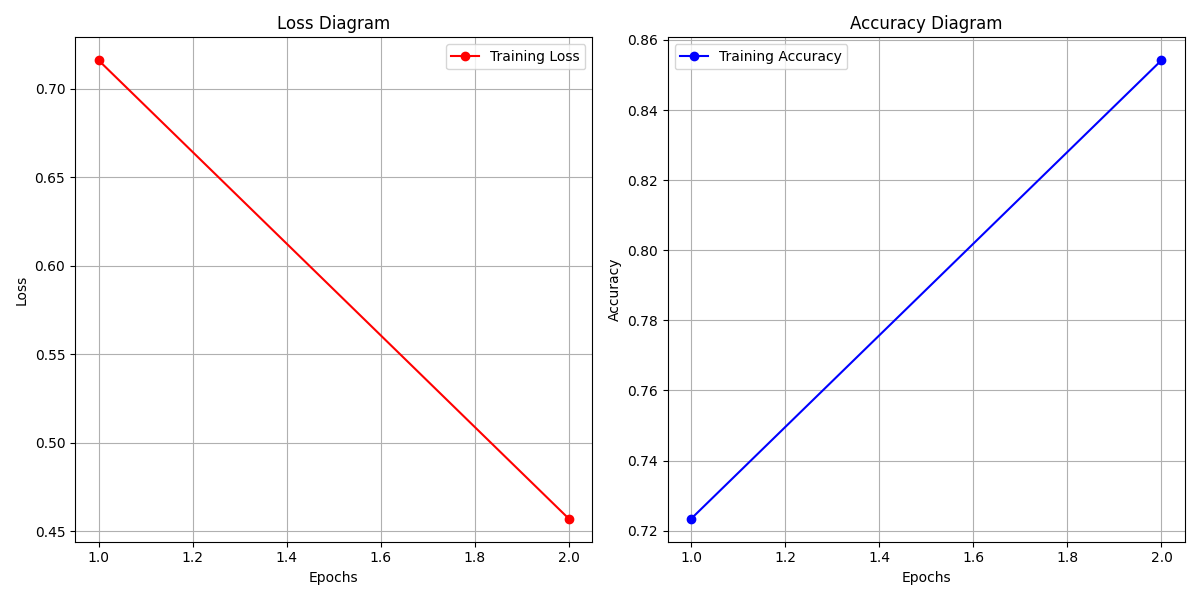 Loss Diagram
Training Loss
0.70
0.65
0.60
0.55
0.50
0.45
Loss
1.0 1.2 1.4 1.6 1.8 2.0
Epochs
Accuracy Diagram
Training Accuracy
0.86
0.84
0.82
0.80
0.78
0.76
0.74
0.72
Accuracy
1.0 1.2 1.4 1.6 1.8 2.0
Epochs